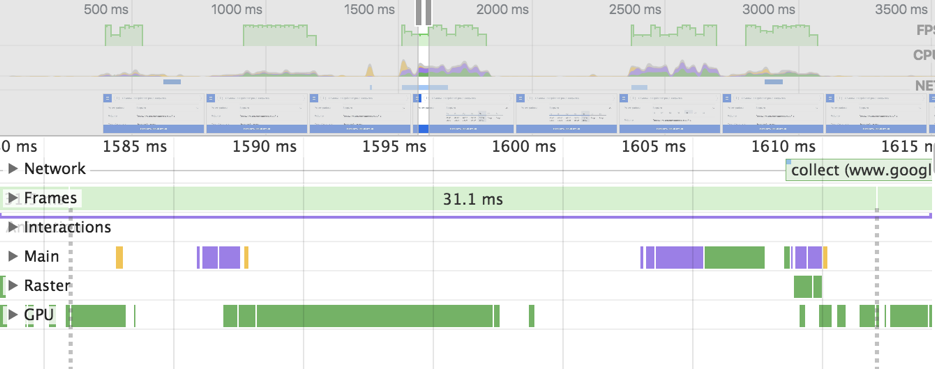 500 ms 1000 ms 1500 ms 2000 ms 2500 ms 3000 ms 3500 ms
FPS
CPU
NET
0 ms 1585 ms 1590 ms 1595 ms 1600 ms 1605 ms 1610 ms 1615 m
Network collect (www.googl
Frames 31.1 ms
Interactions
Main
Raster
GPU